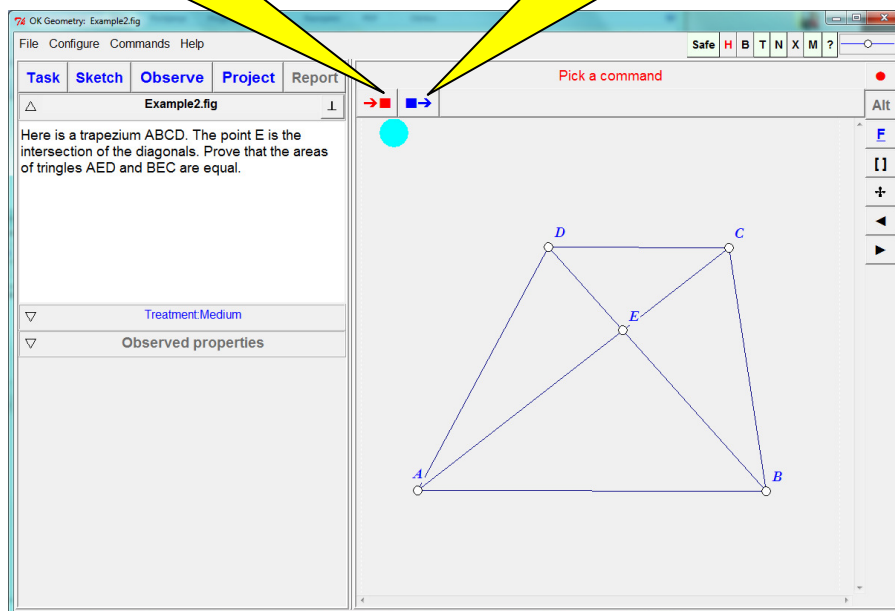 OK Geometry: Example2.fig
File Configure Commands Help
Safe H B T N X M ?
Task Sketch Observe Project Report
Pick a command
Example2.fig
Alt
Here is a trapezium ABCD. The point E is the
intersection of the diagonals. Prove that the areas
of tringles AED and BEC are equal.
F
[ ]
D
C
E
Treatment:Medium
Observed properties
A
B